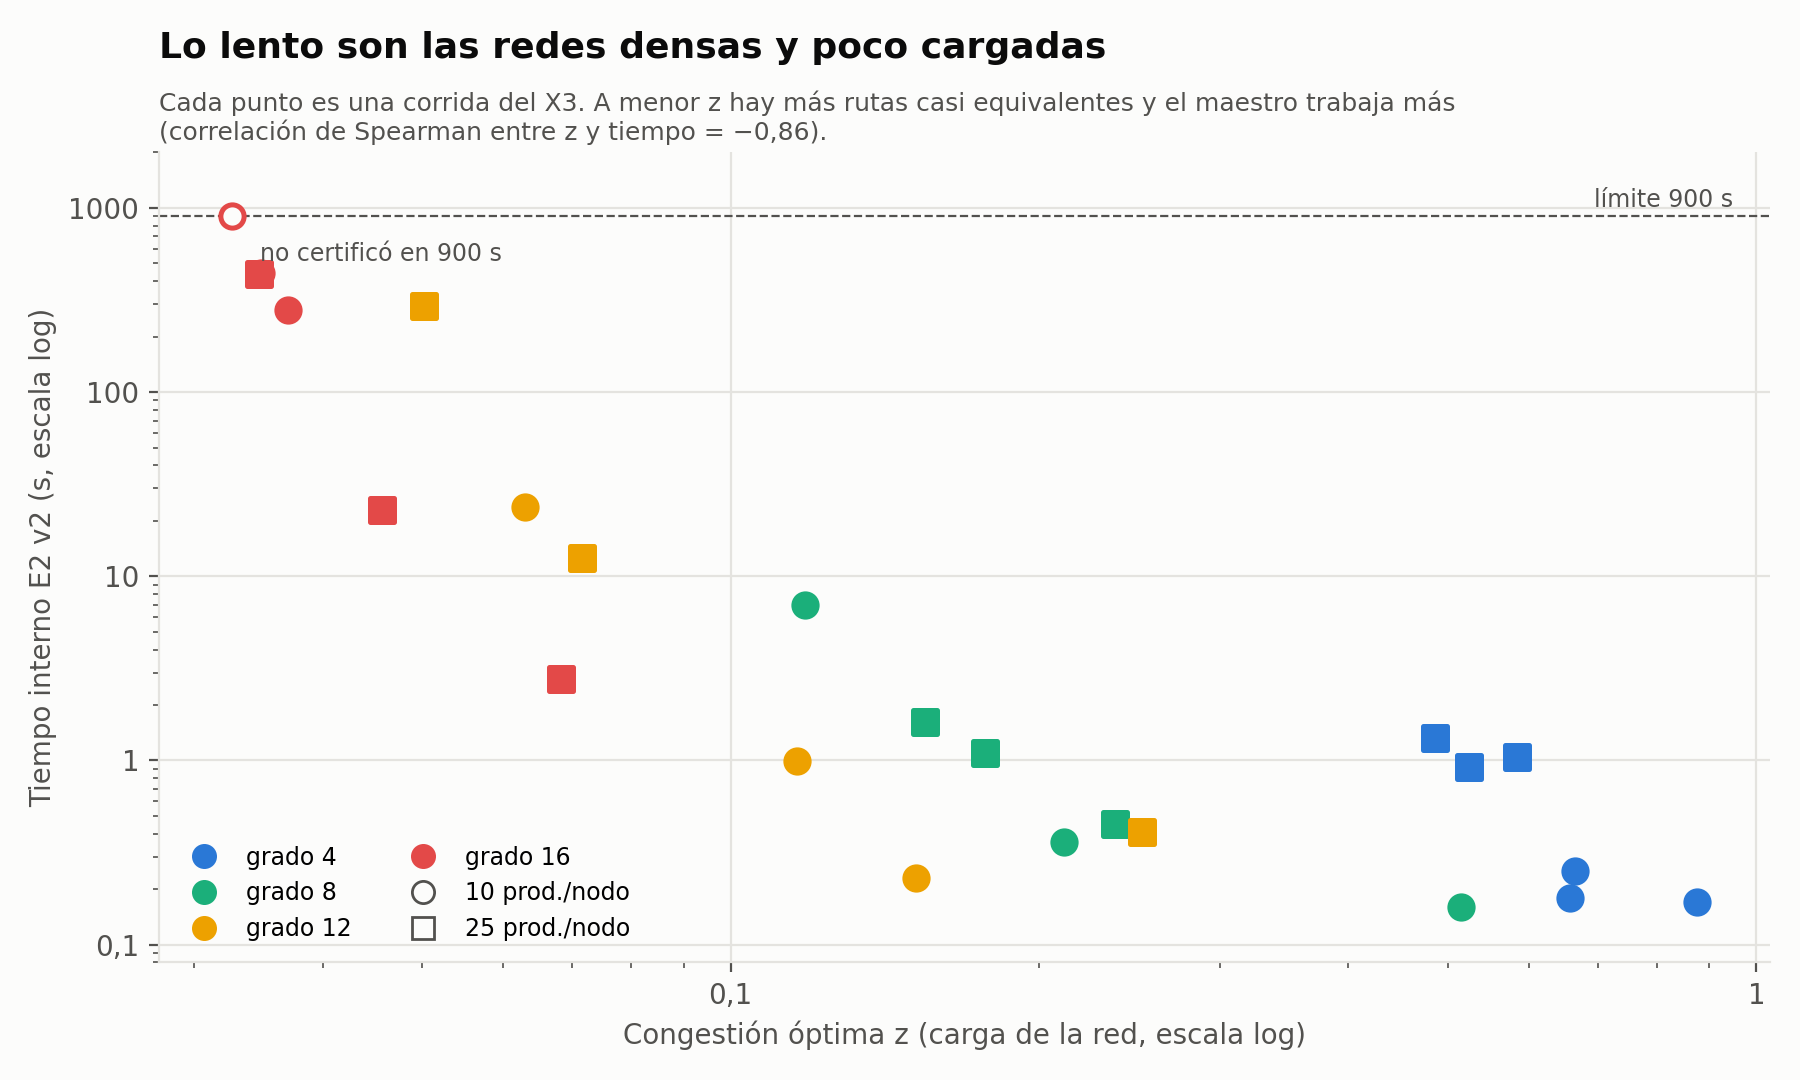 Lo lento son las redes densas y poco cargadas
Cada punto es una corrida del X3. A menor z hay más rutas casi equivalentes y el maestro trabaja más
(correlación de Spearman entre z y tiempo = −0,86).
límite 900 s
no certificó en 900 s
1000
100
10
1
0,1
Tiempo interno E2 v2 (s, escala log)
grado 4
grado 8
grado 12
grado 16
10 prod./nodo
25 prod./nodo
0,1
1
Congestión óptima z (carga de la red, escala log)